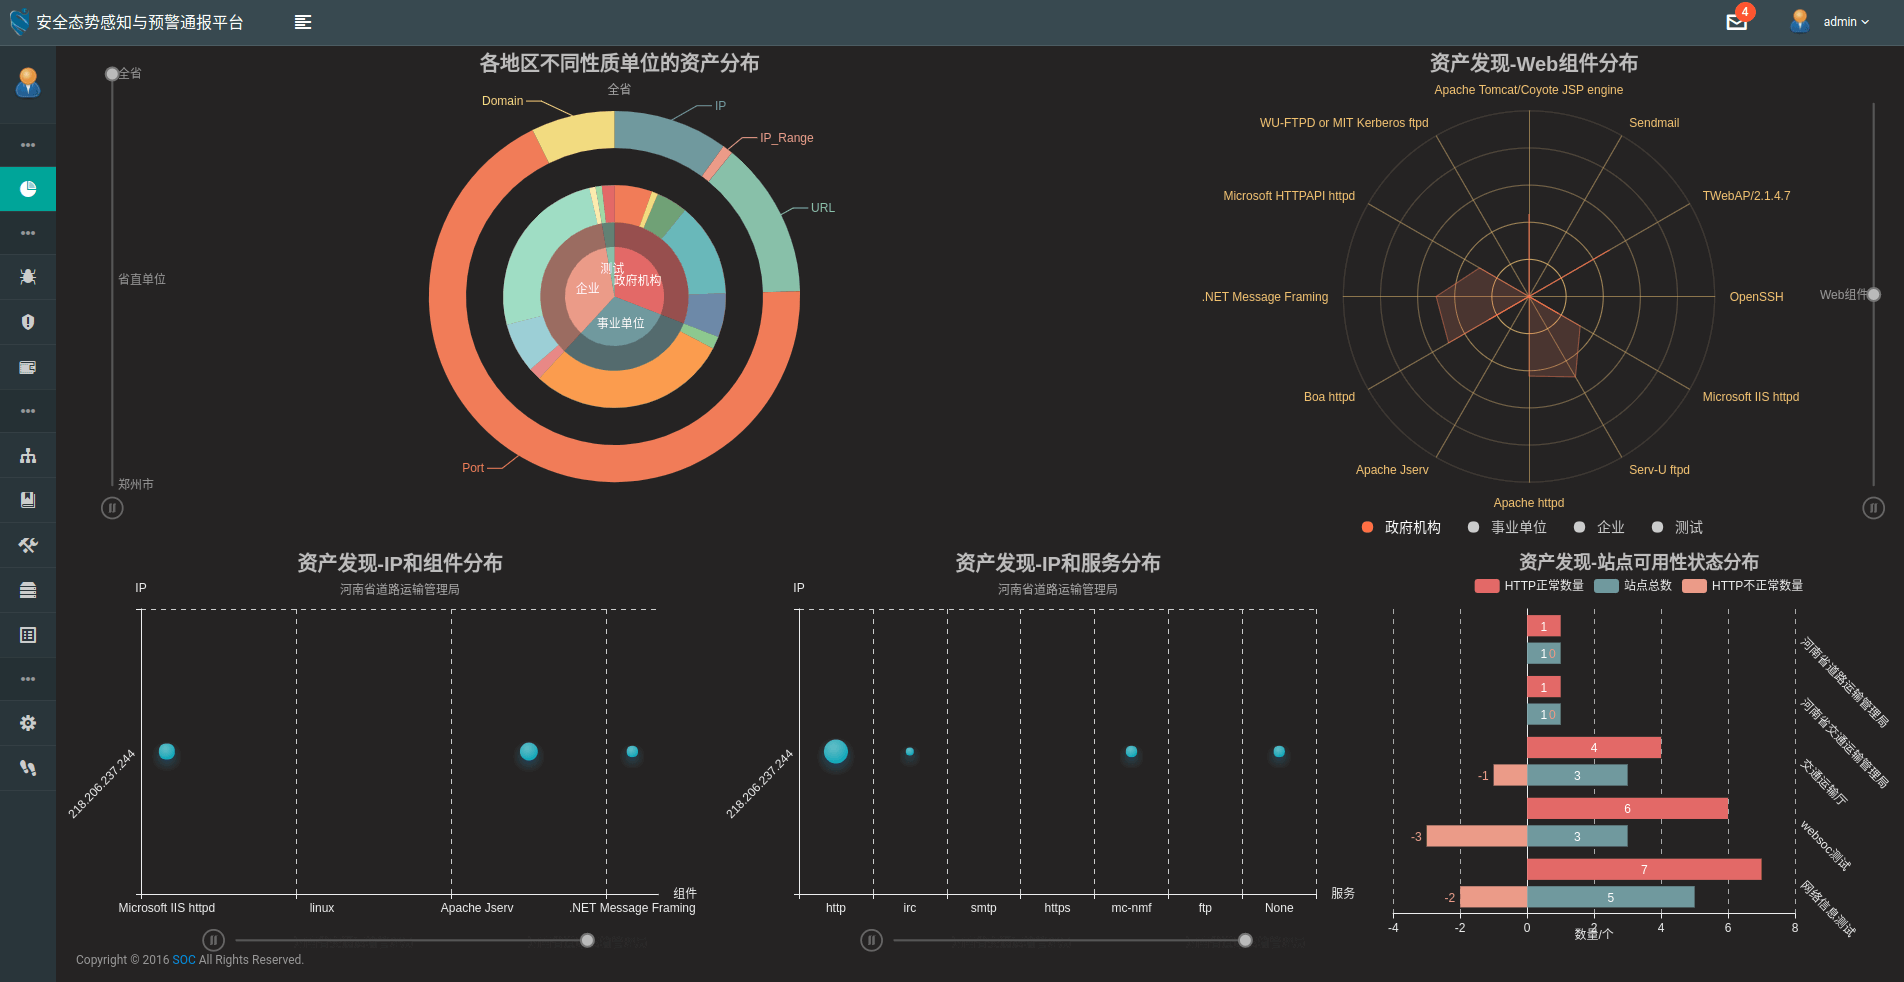 安全态势感知与预警通报平台
4
admin
全省
省直单位
郑州市
各地区不同性质单位的资产分布
全省
Domain
IP
IP_Range
URL
Port
测试
政府机构
企业
事业单位
资产发现-Web组件分布
Apache Tomcat/Coyote JSP engine
WU-FTPD or MIT Kerberos ftpd
Sendmail
Microsoft HTTPAPI httpd
TWebAP/2.1.4.7
.NET Message Framing
OpenSSH
Web组件
Boa httpd
Microsoft IIS httpd
Apache Jserv
Serv-U ftpd
Apache httpd
政府机构 事业单位 企业 测试
资产发现-IP和组件分布
河南省道路运输管理局
IP
218.206.237.244
组件
Microsoft IIS httpd linux Apache Jserv .NET Message Framing
资产发现-IP和服务分布
河南省道路运输管理局
IP
218.206.237.244
服务
http irc smtp https mc-nmf ftp None
资产发现-站点可用性状态分布
HTTP正常数量 站点总数 HTTP不正常数量
1
1 0
河南省道路运输管理局
1
1 0
河南省交通运输管理局
4
-1 3
交通运输厅
6
-3 3
websoc测试
7
-2 5
网络信息测试
-4 -2 0 2 4 6 8
数量/个
Copyright © 2016 SOC All Rights Reserved.